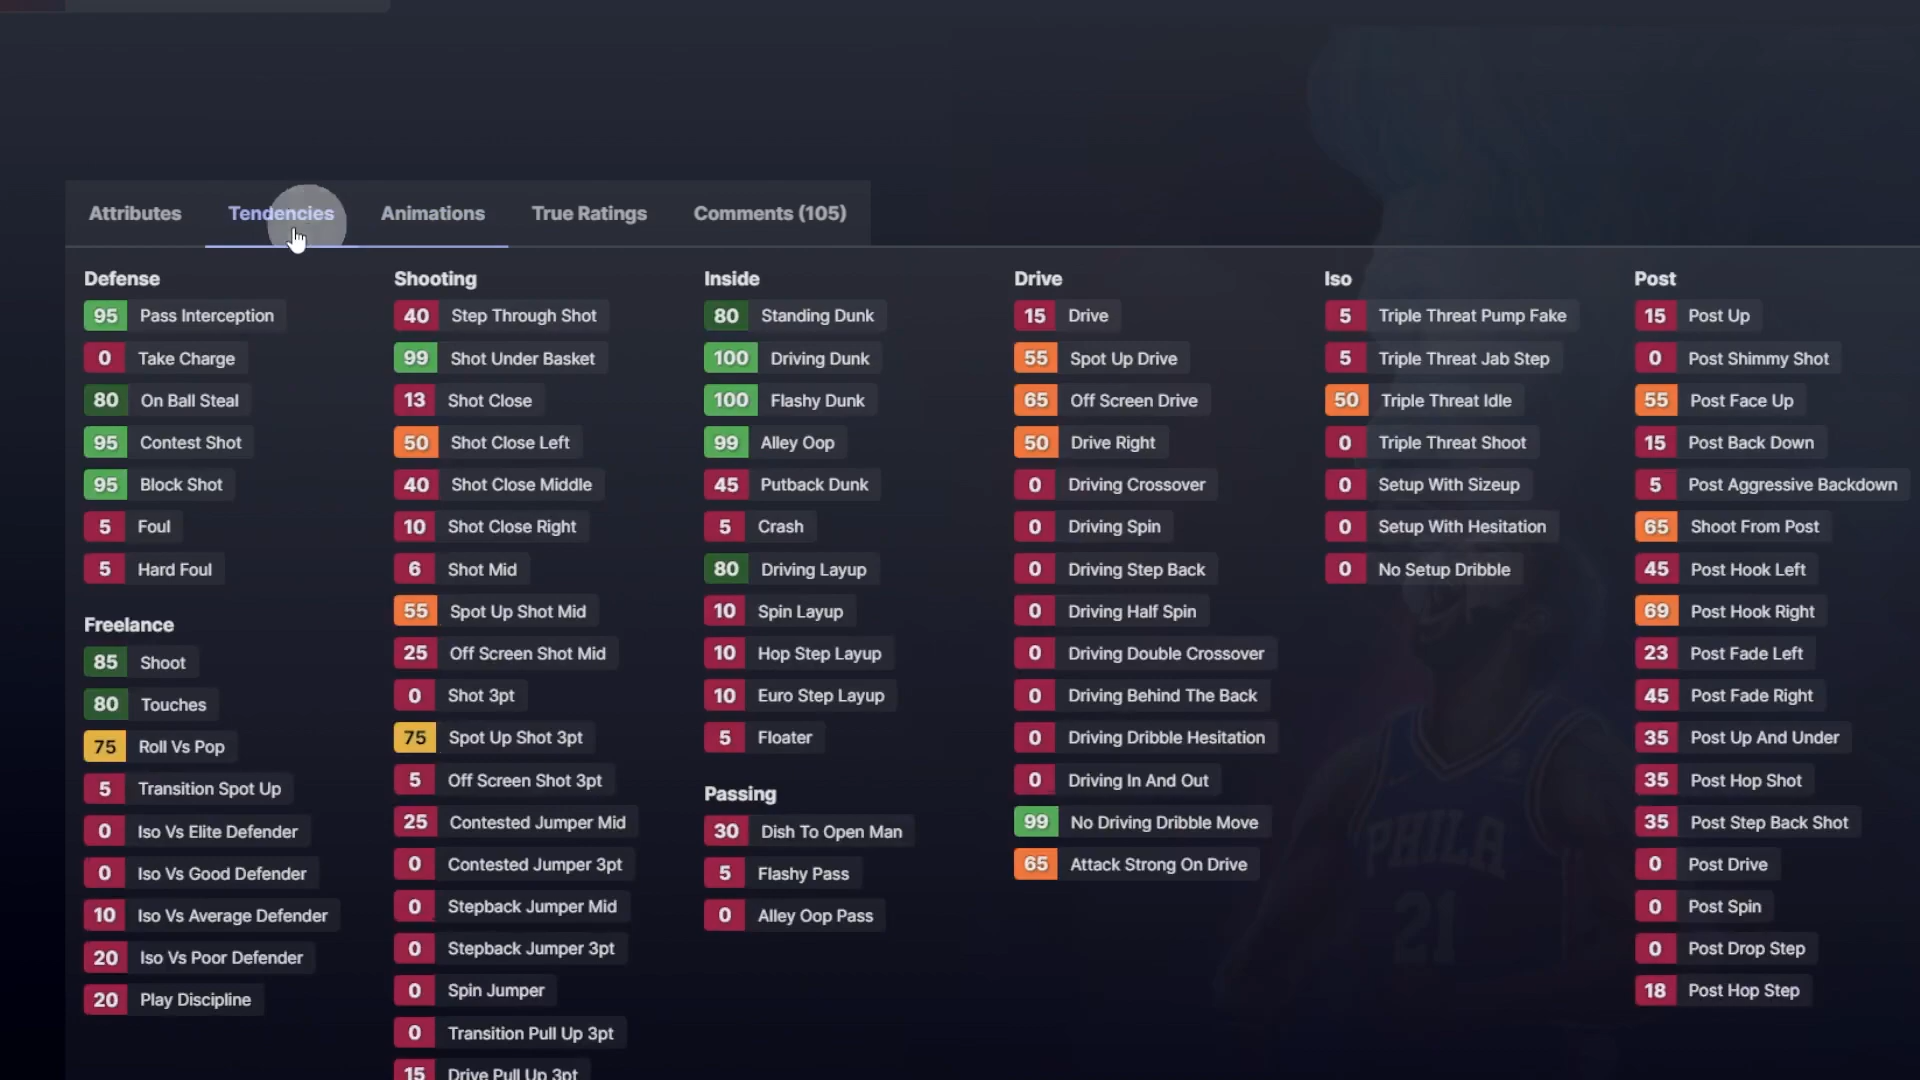 Attributes
Tendencies
Animations
True Ratings
Comments (105)
Defense
95 Pass Interception
0 Take Charge
80 On Ball Steal
95 Contest Shot
95 Block Shot
5 Foul
5 Hard Foul
Freelance
85 Shoot
80 Touches
75 Roll Vs Pop
5 Transition Spot Up
0 Iso Vs Elite Defender
0 Iso Vs Good Defender
10 Iso Vs Average Defender
20 Iso Vs Poor Defender
20 Play Discipline
Shooting
40 Step Through Shot
99 Shot Under Basket
13 Shot Close
50 Shot Close Left
40 Shot Close Middle
10 Shot Close Right
6 Shot Mid
55 Spot Up Shot Mid
25 Off Screen Shot Mid
0 Shot 3pt
75 Spot Up Shot 3pt
5 Off Screen Shot 3pt
25 Contested Jumper Mid
0 Contested Jumper 3pt
0 Stepback Jumper Mid
0 Stepback Jumper 3pt
0 Spin Jumper
0 Transition Pull Up 3pt
15 Drive Pull Up 3pt
Inside
80 Standing Dunk
100 Driving Dunk
100 Flashy Dunk
99 Alley Oop
45 Putback Dunk
5 Crash
80 Driving Layup
10 Spin Layup
10 Hop Step Layup
10 Euro Step Layup
5 Floater
Passing
30 Dish To Open Man
5 Flashy Pass
0 Alley Oop Pass
Drive
15 Drive
55 Spot Up Drive
65 Off Screen Drive
50 Drive Right
0 Driving Crossover
0 Driving Spin
0 Driving Step Back
0 Driving Half Spin
0 Driving Double Crossover
0 Driving Behind The Back
0 Driving Dribble Hesitation
0 Driving In And Out
99 No Driving Dribble Move
65 Attack Strong On Drive
Iso
5 Triple Threat Pump Fake
5 Triple Threat Jab Step
50 Triple Threat Idle
0 Triple Threat Shoot
0 Setup With Sizeup
0 Setup With Hesitation
0 No Setup Dribble
Post
15 Post Up
0 Post Shimmy Shot
55 Post Face Up
15 Post Back Down
5 Post Aggressive Backdown
65 Shoot From Post
45 Post Hook Left
69 Post Hook Right
23 Post Fade Left
45 Post Fade Right
35 Post Up And Under
35 Post Hop Shot
35 Post Step Back Shot
0 Post Drive
0 Post Spin
0 Post Drop Step
18 Post Hop Step
PHILA
21